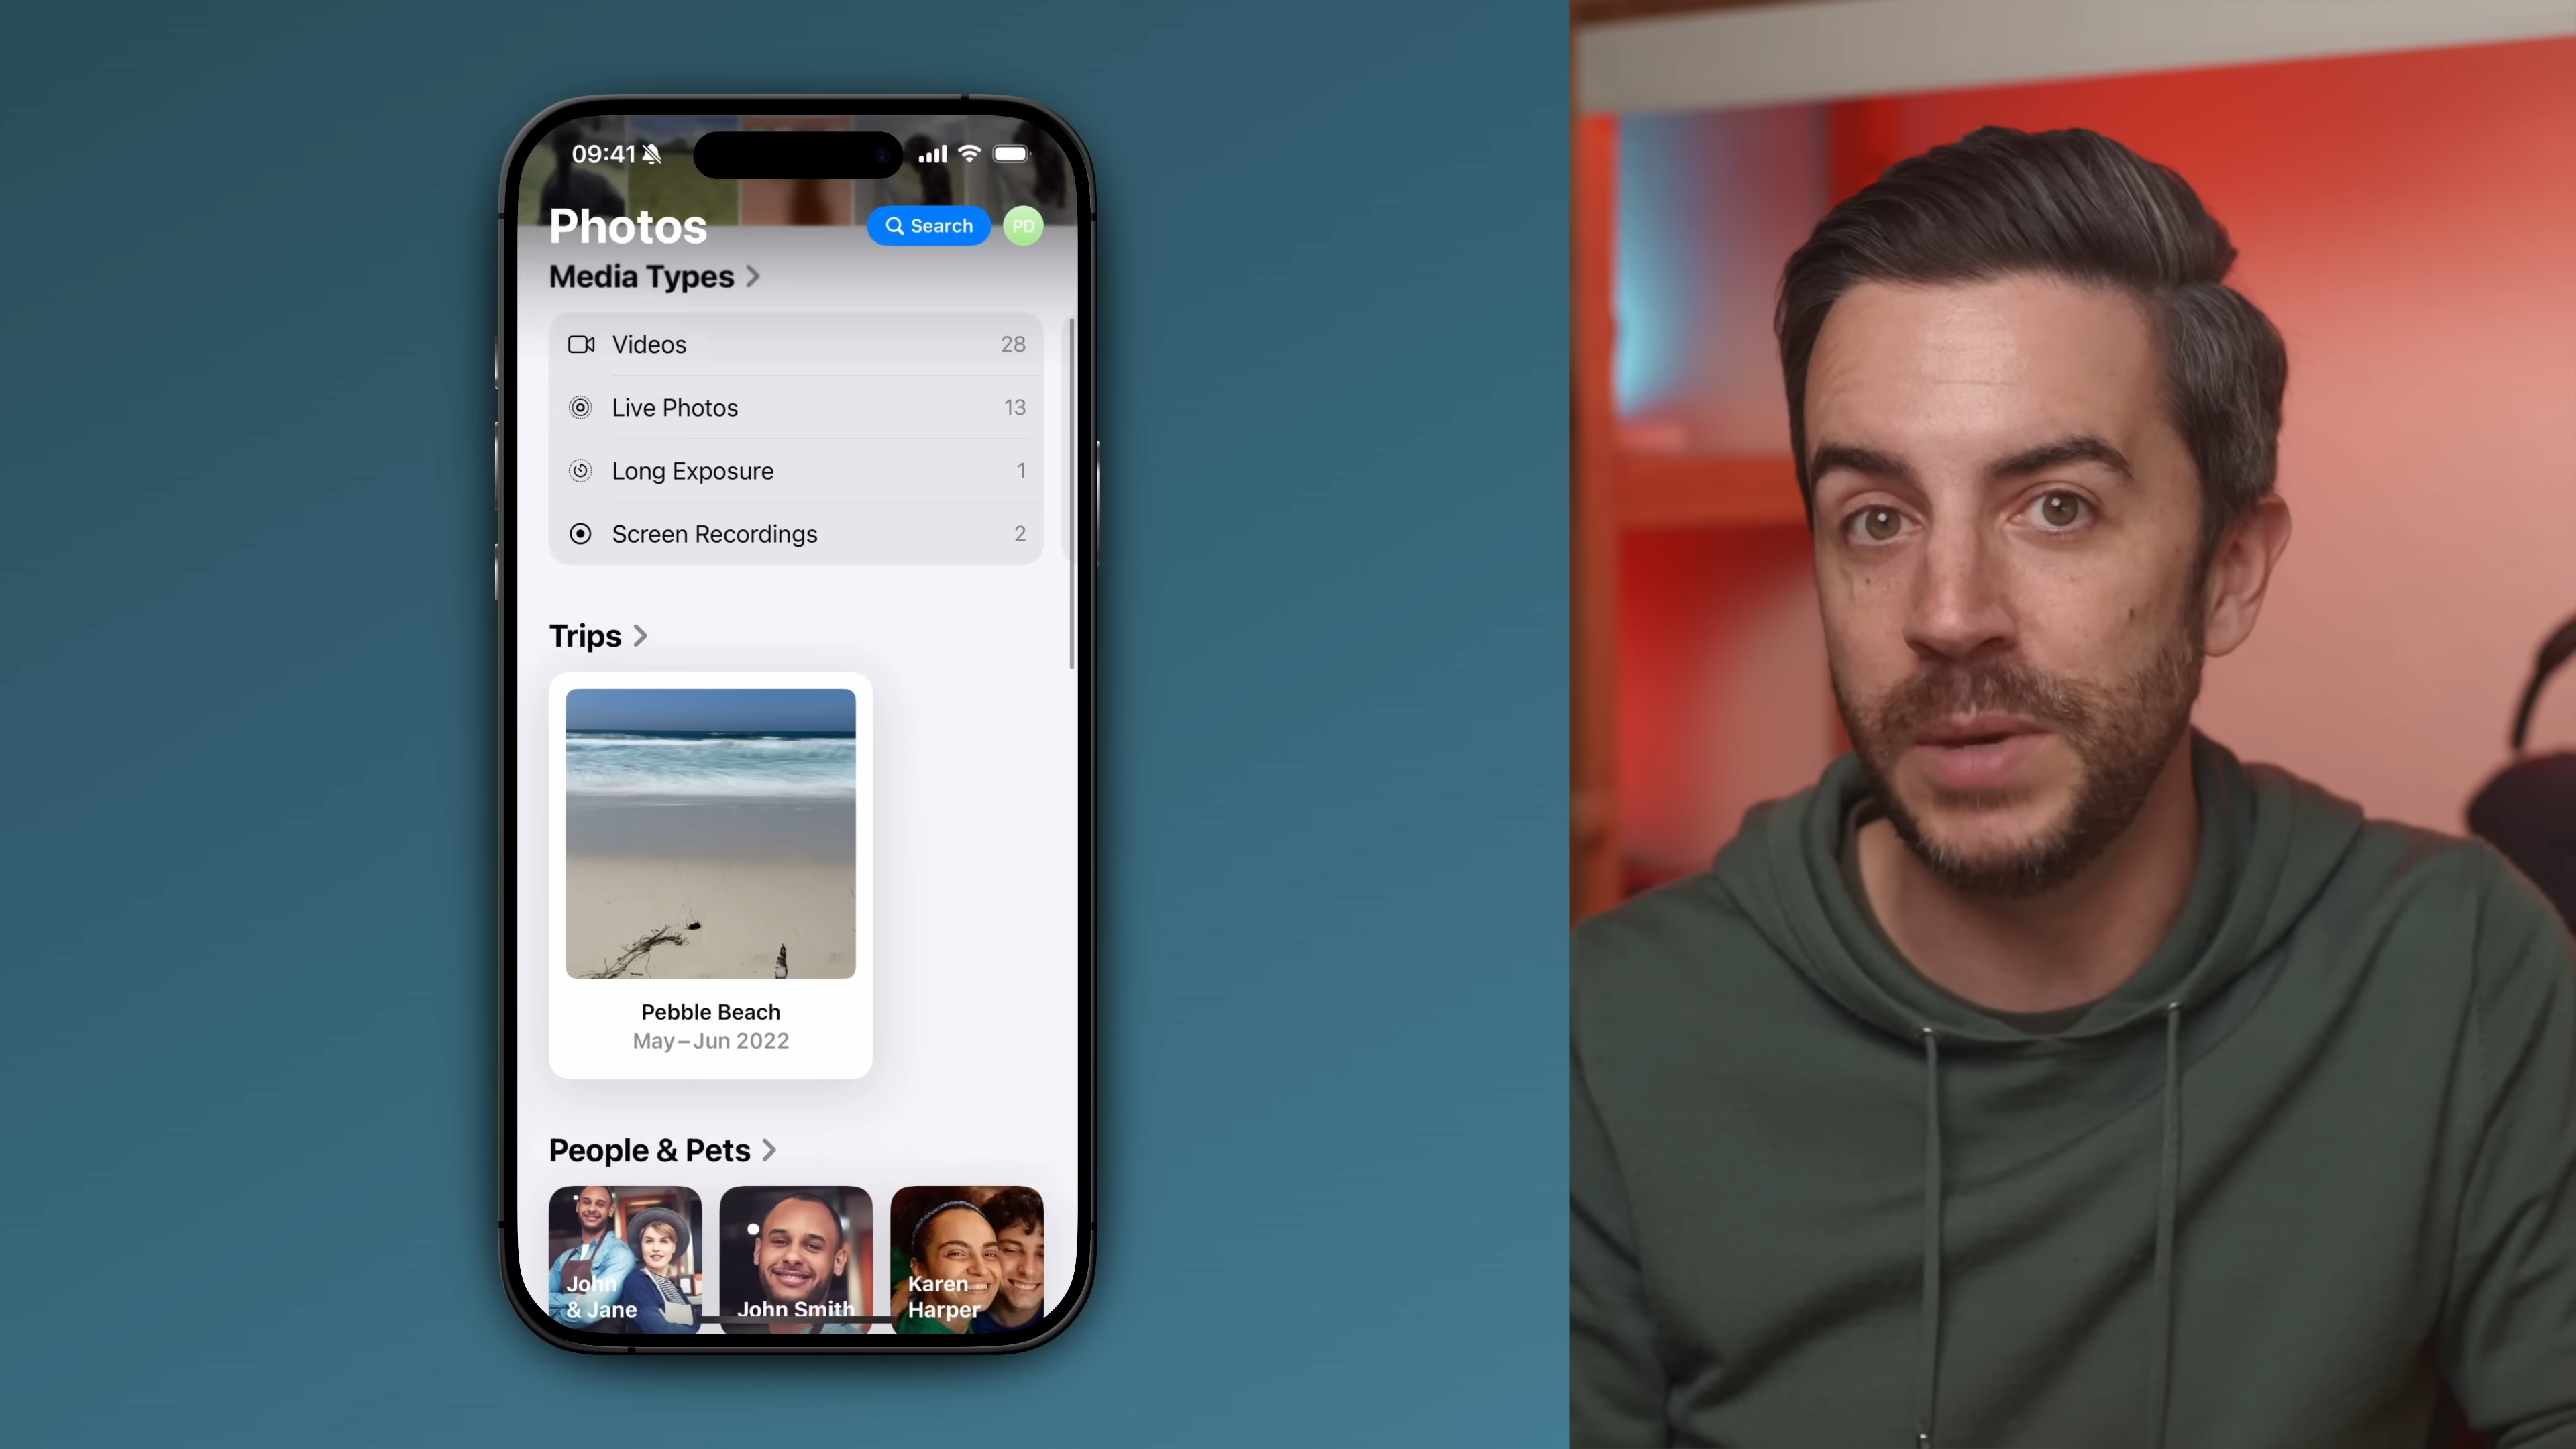 09:41
Photos
Search
PD
Media Types
Videos 28
Live Photos 13
Long Exposure 1
Screen Recordings 2
Trips
Pebble Beach
May–Jun 2022
People & Pets
John
& Jane
John Smith
Karen
Harper